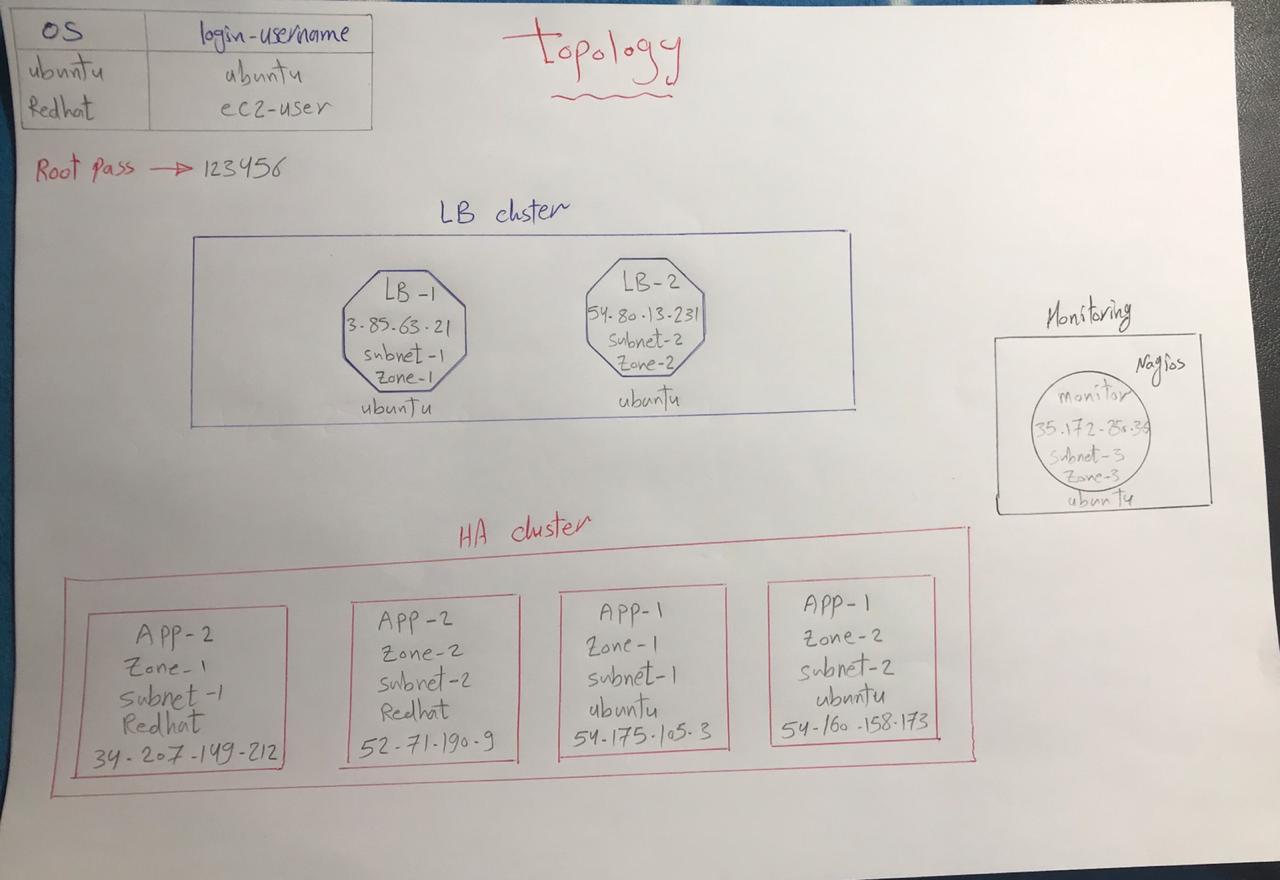 topology
OS login-username
ubuntu ubuntu
Redhat ec2-user
Root pass → 123456
LB cluster
LB-1
3.85.63.21
subnet-1
Zone-1
ubuntu
LB-2
54.80.13.231
subnet-2
Zone-2
ubuntu
Monitoring
Nagios
monitor
subnet-3
Zone-3
ubuntu
HA cluster
APP-2
Zone-1
Subnet-1
Redhat
34.207.149.212
APP-2
Zone-2
subnet-2
Redhat
52.71.190.9
APP-1
Zone-1
subnet-1
ubuntu
54.175.105.3
APP-1
Zone-2
subnet-2
ubuntu
54.160.158.173